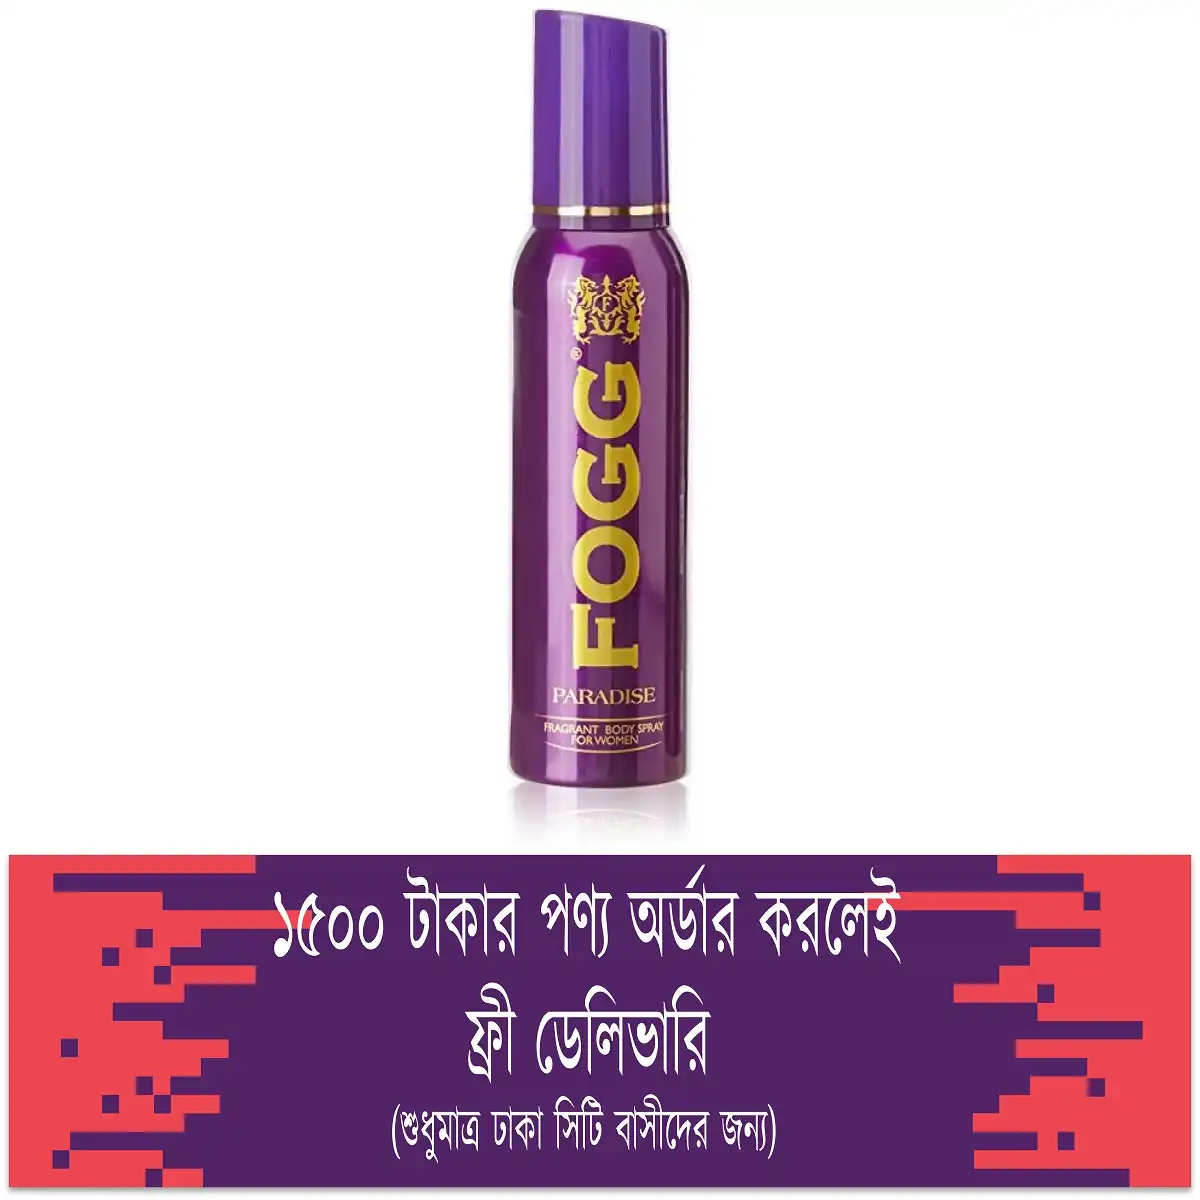 F
FOGG®
PARADISE
FRAGRANT BODY SPRAY
FOR WOMEN
১৫০০ টাকার পণ্য অর্ডার করলেই
ফ্রী ডেলিভারি
(শুধুমাত্র ঢাকা সিটি বাসীদের জন্য)